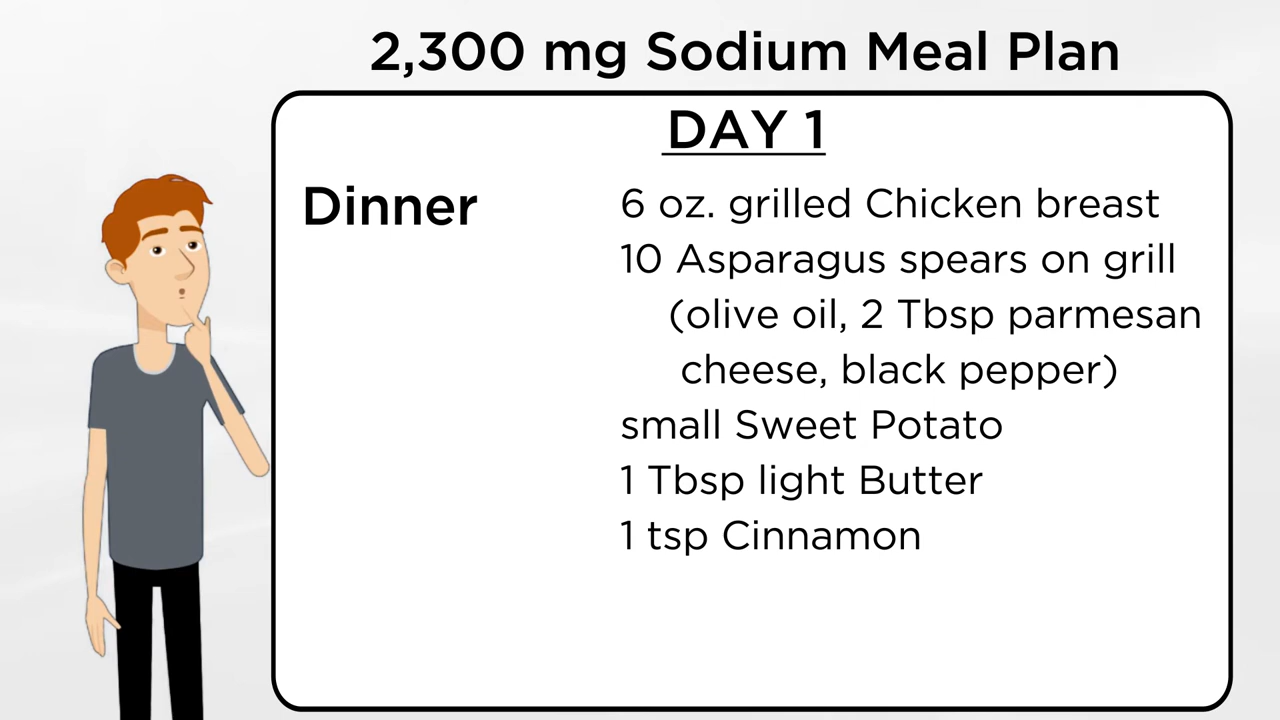 2,300 mg Sodium Meal Plan
DAY 1
Dinner
6 oz. grilled Chicken breast
10 Asparagus spears on grill
(olive oil, 2 Tbsp parmesan
cheese, black pepper)
small Sweet Potato
1 Tbsp light Butter
1 tsp Cinnamon